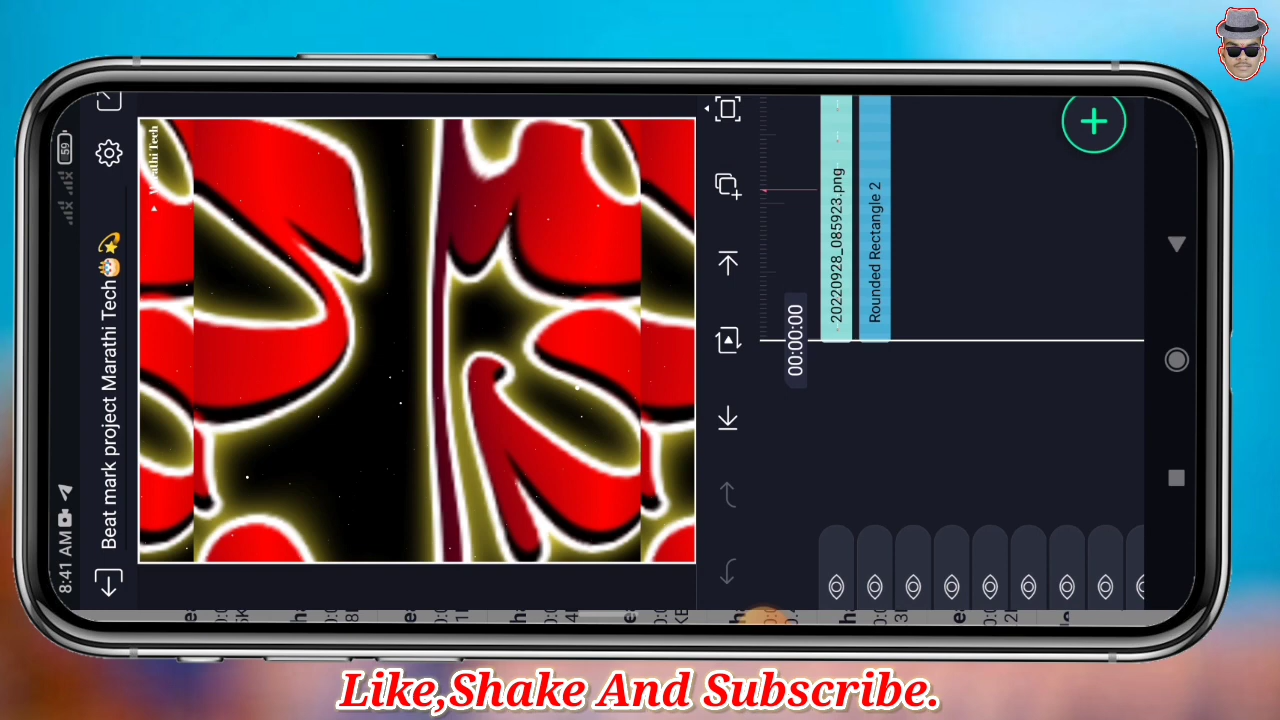 8:41 AM
59
Beat mark project Marathi Tech🤴💫
Marathi Tech
00:00:00
20220928_085923.png
Rounded Rectangle 2
Like,Shake And Subscribe.